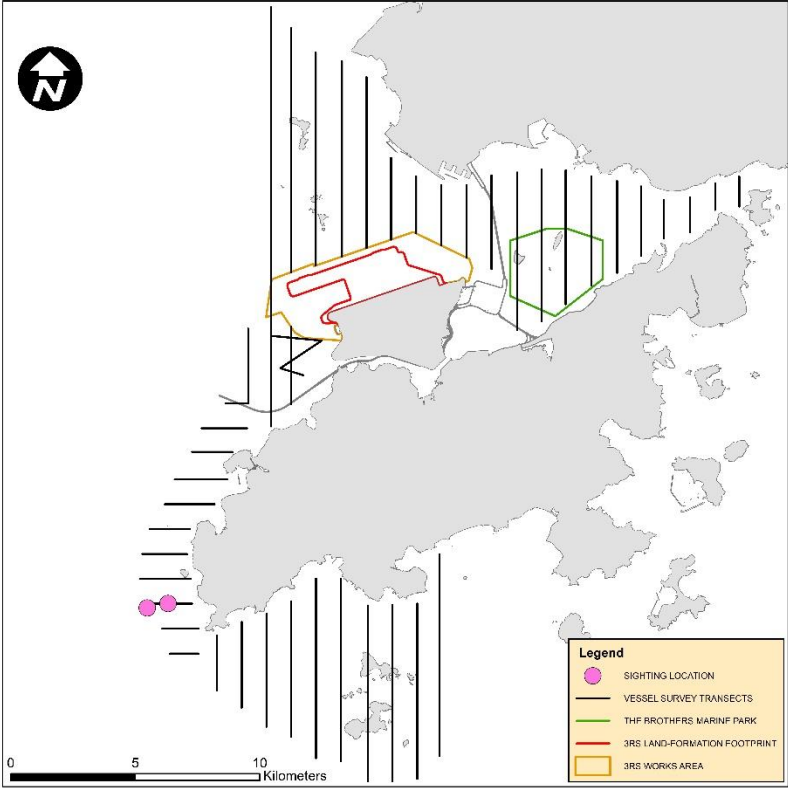 N
Legend
SIGHTING LOCATION
VESSEL SURVEY TRANSECTS
THE BROTHERS MARINE PARK
3RS LAND-FORMATION FOOTPRINT
3RS WORKS AREA
0 5 10
Kilometers